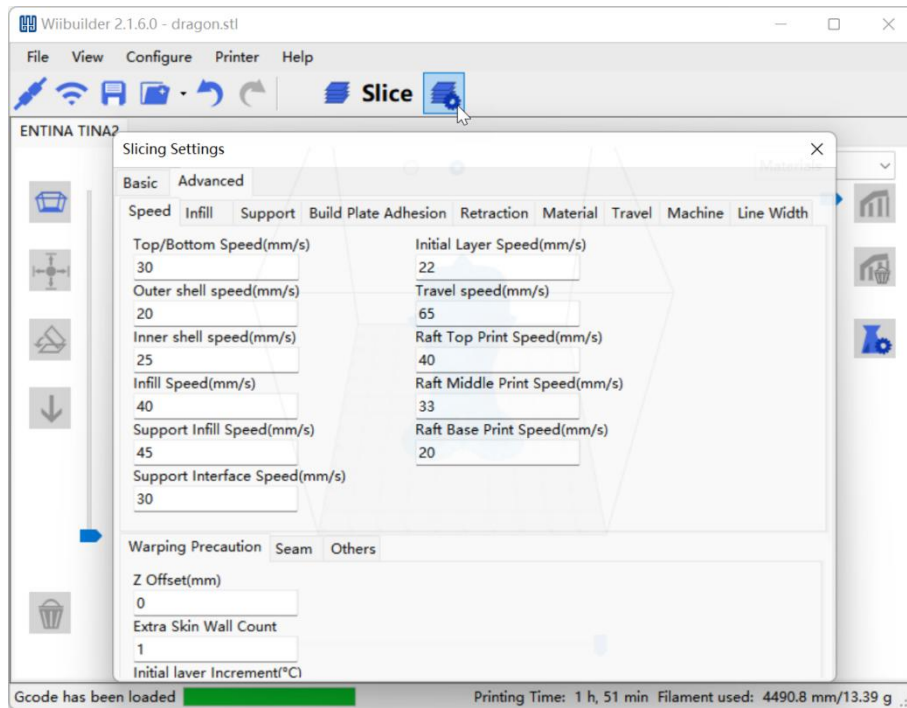 Wiibuilder 2.1.6.0 - dragon.stl
File View Configure Printer Help
Slice
ENTINA TINA2
Slicing Settings
Materials
Basic Advanced
Speed Infill Support Build Plate Adhesion Retraction Material Travel Machine Line Width
Top/Bottom Speed(mm/s) Initial Layer Speed(mm/s)
30 22
Outer shell speed(mm/s) Travel speed(mm/s)
20 65
Inner shell speed(mm/s) Raft Top Print Speed(mm/s)
25 40
Infill Speed(mm/s) Raft Middle Print Speed(mm/s)
40 33
Support Infill Speed(mm/s) Raft Base Print Speed(mm/s)
45 20
Support Interface Speed(mm/s)
30
Warping Precaution Seam Others
Z Offset(mm)
0
Extra Skin Wall Count
1
Initial layer Increment(°C)
Gcode has been loaded Printing Time: 1 h, 51 min Filament used: 4490.8 mm/13.39 g